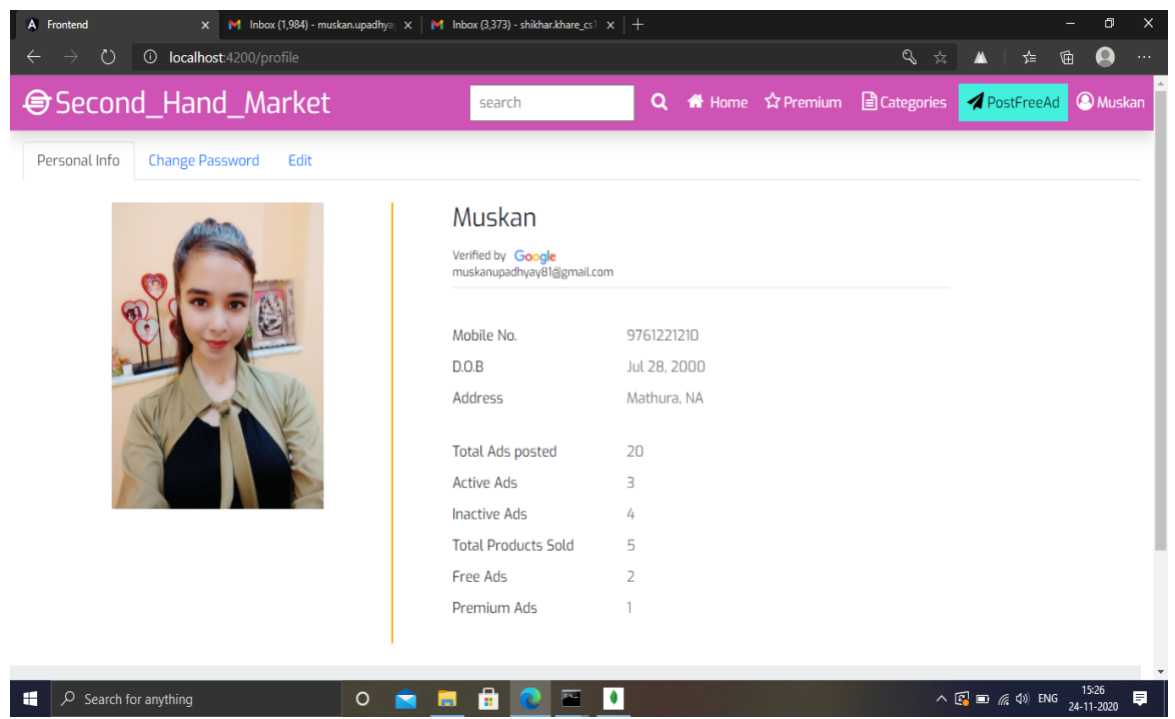 Frontend
Inbox (1,984) - muskan.upadhya
Inbox (3,373) - shikhar.khare_cs1
localhost:4200/profile
Second_Hand_Market
search
Home
Premium
Categories
PostFreeAd
Muskan
Personal Info
Change Password
Edit
Muskan
Verified by Google
muskanupadhyay81@gmail.com
Mobile No. 9761221210
D.O.B Jul 28, 2000
Address Mathura, NA
Total Ads posted 20
Active Ads 3
Inactive Ads 4
Total Products Sold 5
Free Ads 2
Premium Ads 1
Search for anything
ENG
15:26
24-11-2020